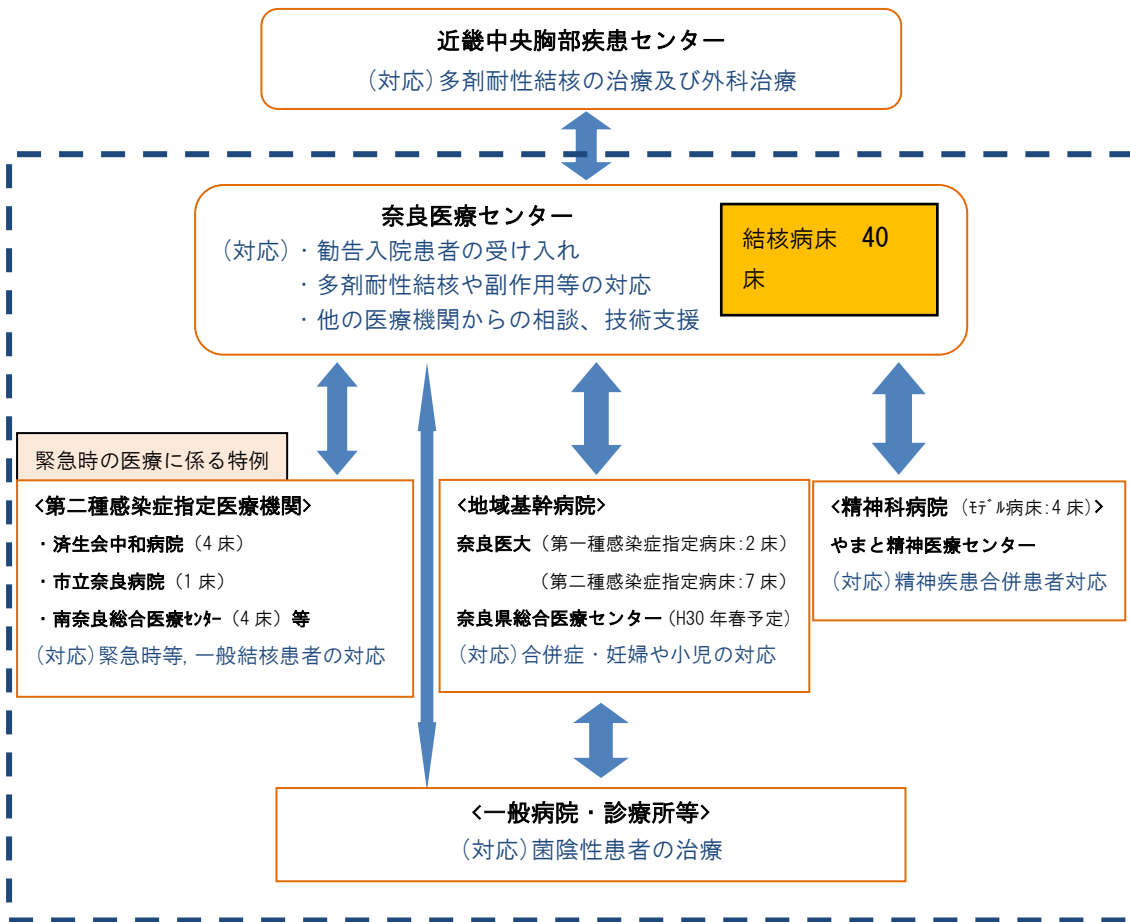 近畿中央胸部疾患センター
(対応)多剤耐性結核の治療及び外科治療
奈良医療センター
(対応)・勧告入院患者の受け入れ
・多剤耐性結核や副作用等の対応
・他の医療機関からの相談、技術支援
結核病床　40
床
緊急時の医療に係る特例
<第二種感染症指定医療機関>
・済生会中和病院（4 床）
・市立奈良病院（1 床）
・南奈良総合医療ｾﾝﾀｰ（4 床）等
(対応)緊急時等,一般結核患者の対応
<地域基幹病院>
奈良医大（第一種感染症指定病床:2 床）
（第二種感染症指定病床:7 床）
奈良県総合医療センター(H30 年春予定)
(対応)合併症・妊婦や小児の対応
<精神科病院（ﾓﾃﾞﾙ病床:4 床）>
やまと精神医療センター
(対応)精神疾患合併患者対応
<一般病院・診療所等>
(対応)菌陰性患者の治療